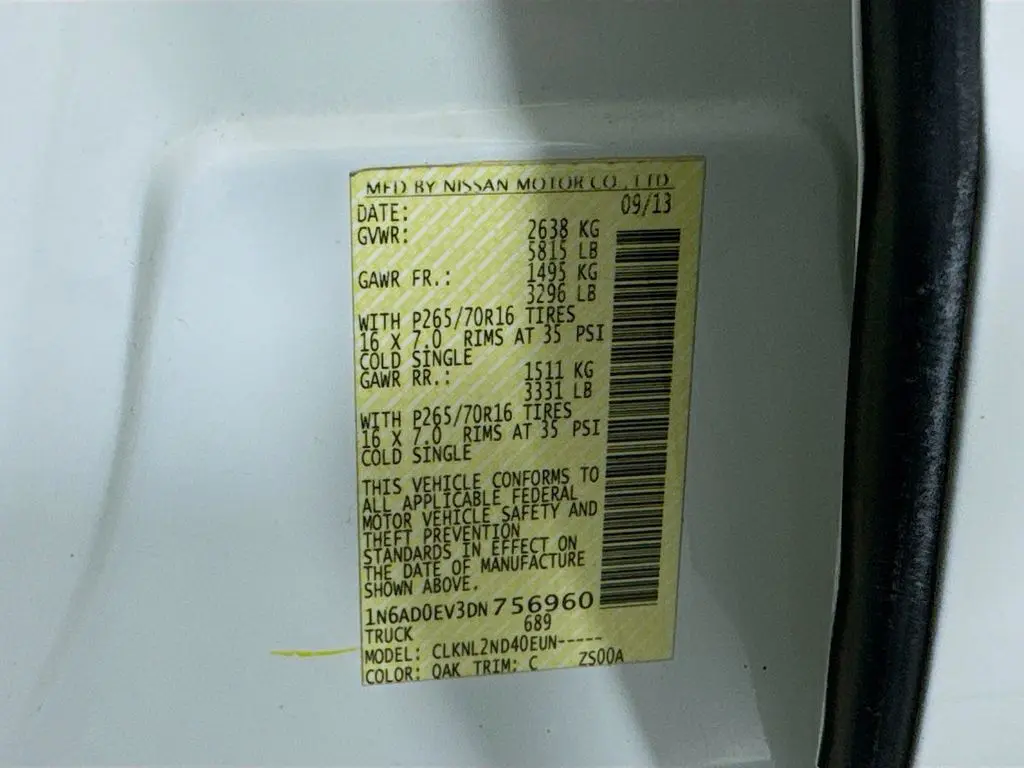 MFD BY NISSAN MOTOR CO., LTD.
DATE: 09/13
GVWR: 2638 KG
5815 LB
GAWR FR.: 1495 KG
3296 LB
WITH P265/70R16 TIRES
16 X 7.0 RIMS AT 35 PSI
COLD SINGLE
GAWR RR.: 1511 KG
3331 LB
WITH P265/70R16 TIRES
16 X 7.0 RIMS AT 35 PSI
COLD SINGLE
THIS VEHICLE CONFORMS TO
ALL APPLICABLE FEDERAL
MOTOR VEHICLE SAFETY AND
THEFT PREVENTION
STANDARDS IN EFFECT ON
THE DATE OF MANUFACTURE
SHOWN ABOVE.
1N6AD0EV3DN756960
TRUCK 689
MODEL: CLKNL2ND40EUN-----
COLOR: QAK TRIM: C ZS00A